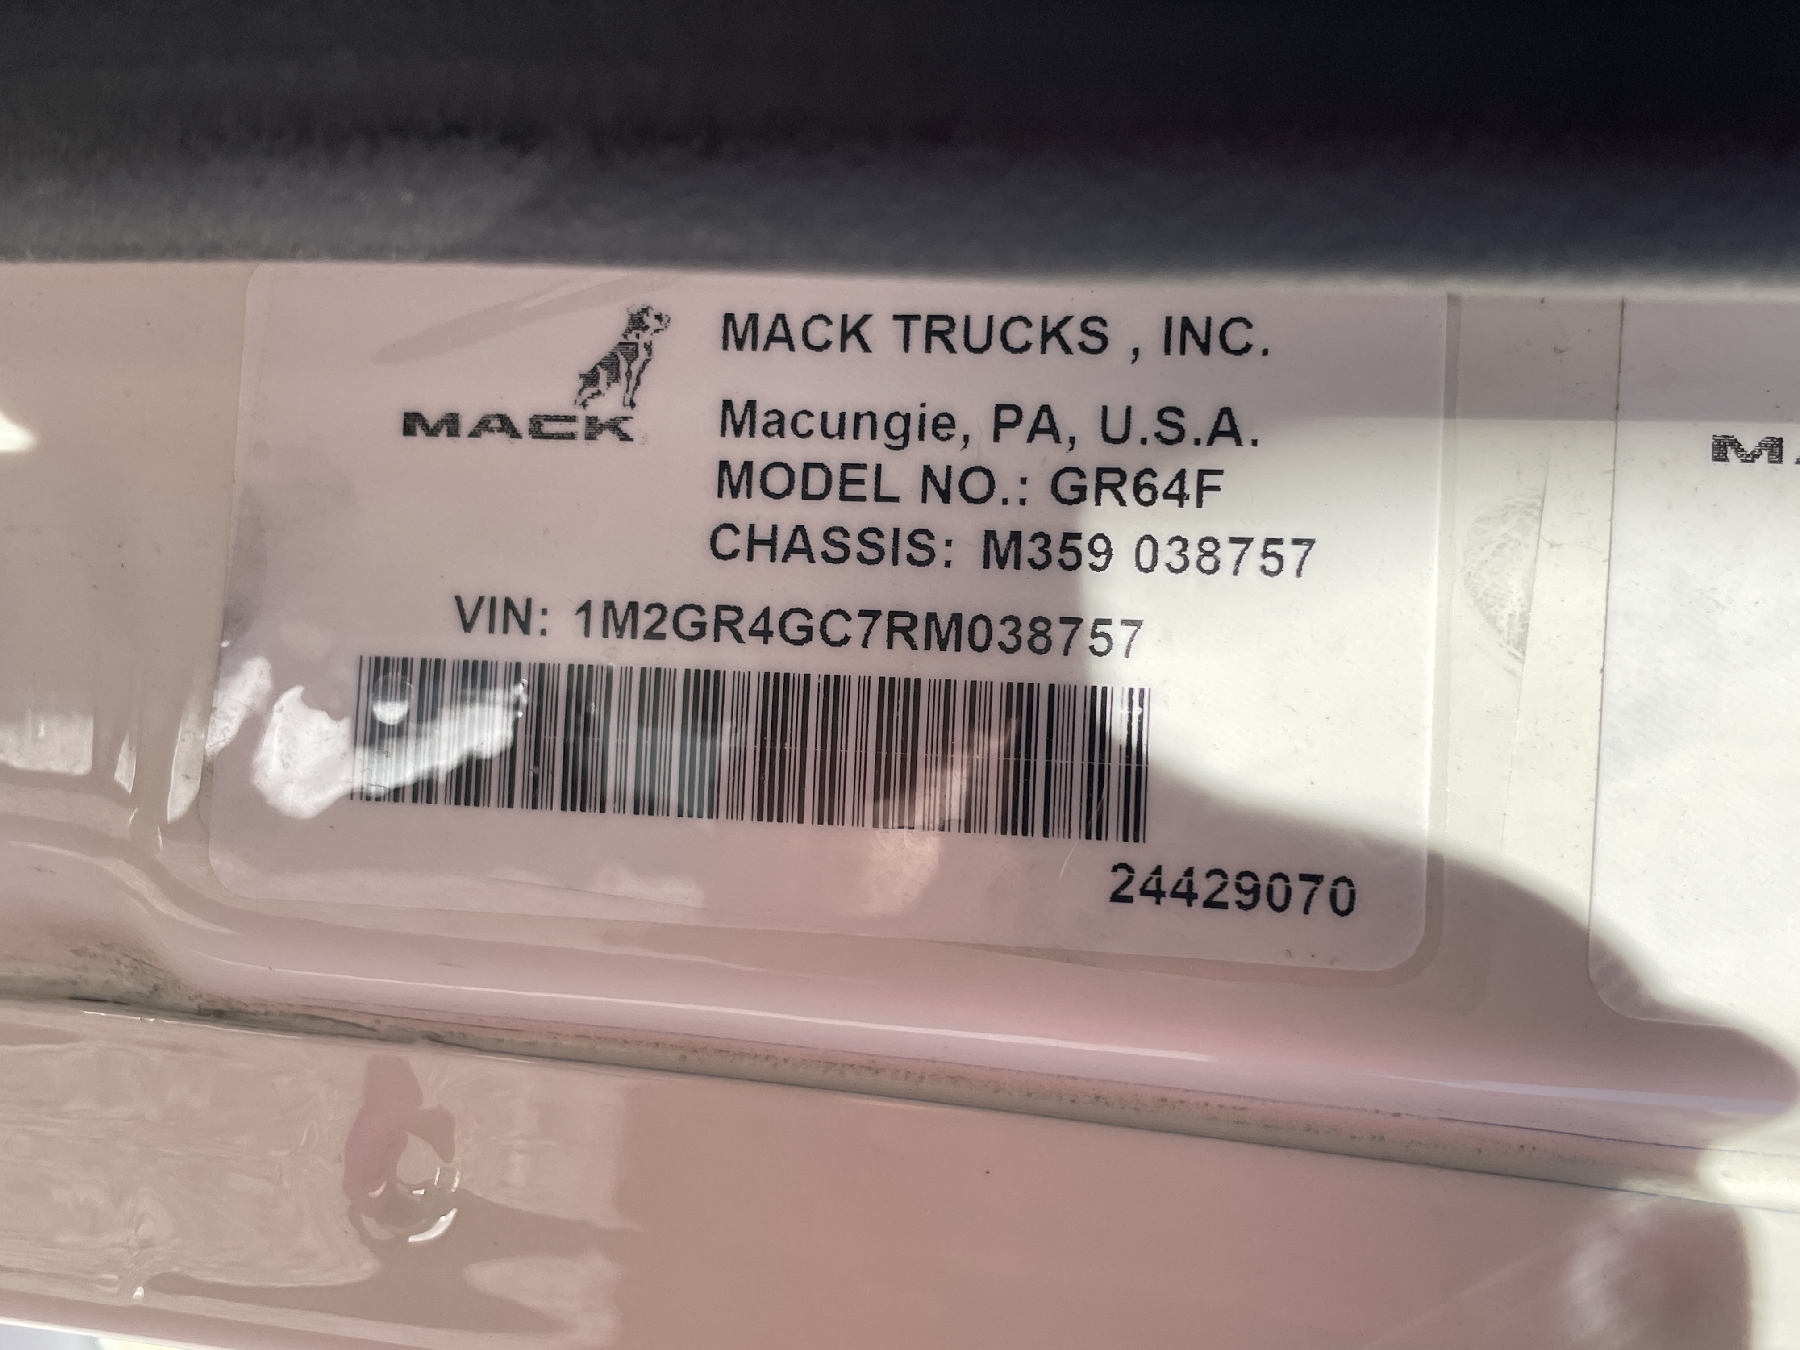 MACK TRUCKS , INC.
MACK
Macungie, PA, U.S.A.
MODEL NO.: GR64F
CHASSIS: M359 038757
VIN: 1M2GR4GC7RM038757
24429070